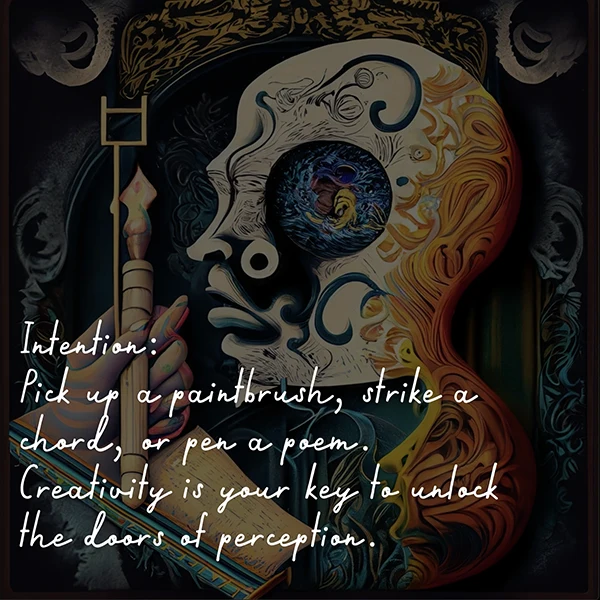 Intention:
Pick up a paintbrush, strike a
chord, or pen a poem.
Creativity is your key to unlock
the doors of perception.